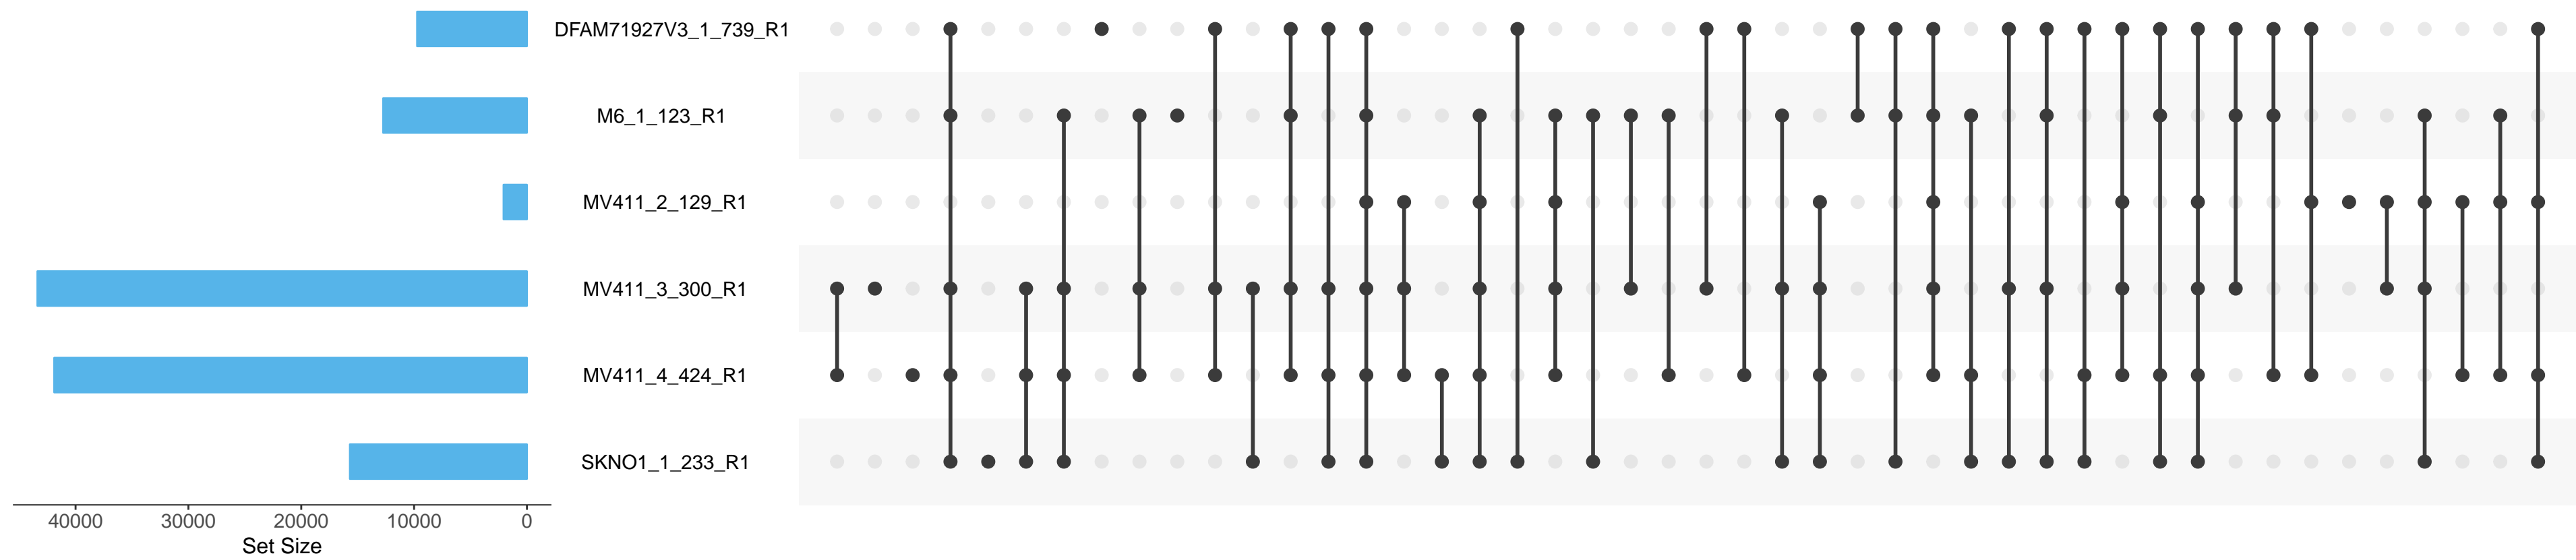 DFAM71927V3_1_739_R1
M6_1_123_R1
MV411_2_129_R1
MV411_3_300_R1
MV411_4_424_R1
SKNO1_1_233_R1
40000 30000 20000 10000 0
Set Size